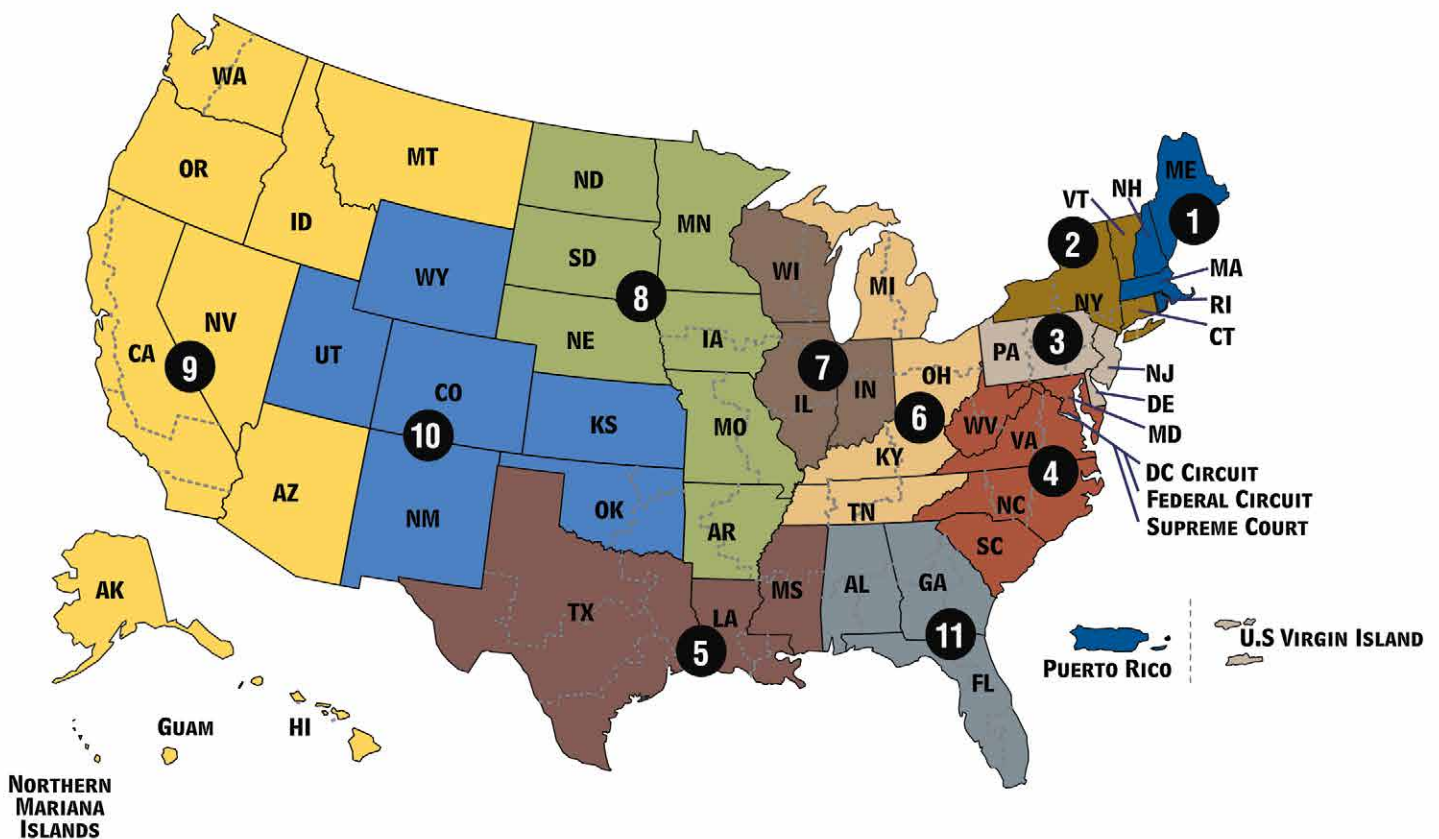 WA
OR
ID
MT
WY
NV
CA
9
UT
CO
10
AZ
NM
ND
SD
NE
8
MN
IA
MO
AR
KS
OK
TX
LA
5
MS
WI
IL
7
IN
MI
OH
6
KY
TN
AL
GA
11
FL
WV
VA
4
NC
SC
PA
3
NY
2
VT
NH
ME
1
MA
RI
CT
NJ
DE
MD
DC CIRCUIT
FEDERAL CIRCUIT
SUPREME COURT
AK
HI
GUAM
NORTHERN
MARIANA
ISLANDS
PUERTO RICO
U.S VIRGIN ISLAND